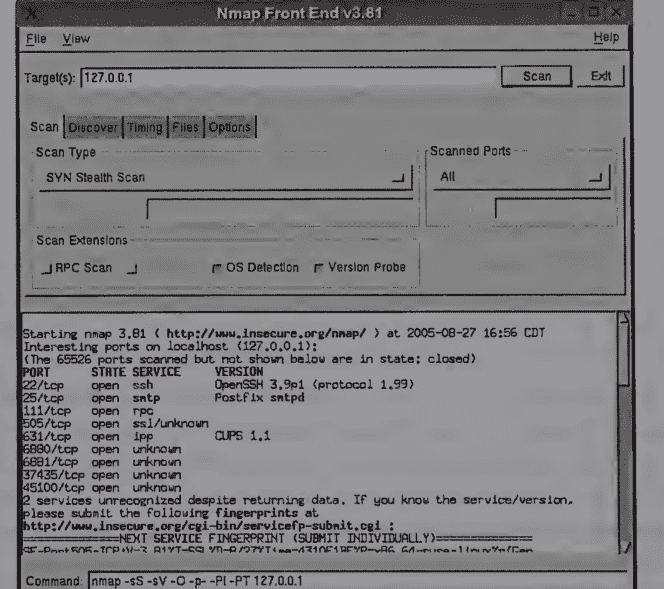 Nmap Front End v3.81
File View Help
Target(s): 127.0.0.1 Scan Exit
Scan Discover Timing Files Options
Scan Type Scanned Ports
SYN Stealth Scan All
Scan Extensions
RPC Scan OS Detection Version Probe
Starting nmap 3.81 ( http://www.insecure.org/nmap/ ) at 2005-08-27 16:56 CDT
Interesting ports on localhost (127.0.0.1):
(The 65526 ports scanned but not shown below are in state: closed)
PORT STATE SERVICE VERSION
22/tcp open ssh OpenSSH 3.9p1 (protocol 1.99)
25/tcp open smtp Postfix smtpd
111/tcp open rpc
505/tcp open ssl/unknown
631/tcp open ipp CUPS 1.1
6880/tcp open unknown
6881/tcp open unknown
37435/tcp open unknown
45100/tcp open unknown
2 services unrecognized despite returning data. If you know the service/version,
please submit the following fingerprints at
http://www.insecure.org/cgi-bin/servicefp-submit.cgi :
==============NEXT SERVICE FINGERPRINT (SUBMIT INDIVIDUALLY)==============
Command: nmap -sS -sV -O -p- -PI -PT 127.0.0.1